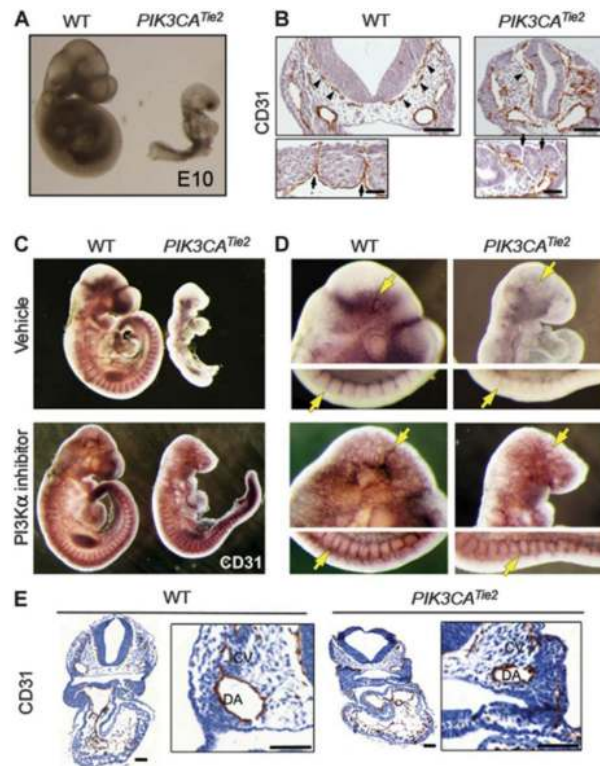 A WT PIK3CA^Tie2
E10
B WT PIK3CA^Tie2
CD31
C WT PIK3CA^Tie2
Vehicle
PI3Kα inhibitor
CD31
D WT PIK3CA^Tie2
E WT PIK3CA^Tie2
CD31
CV
DA
CV
DA